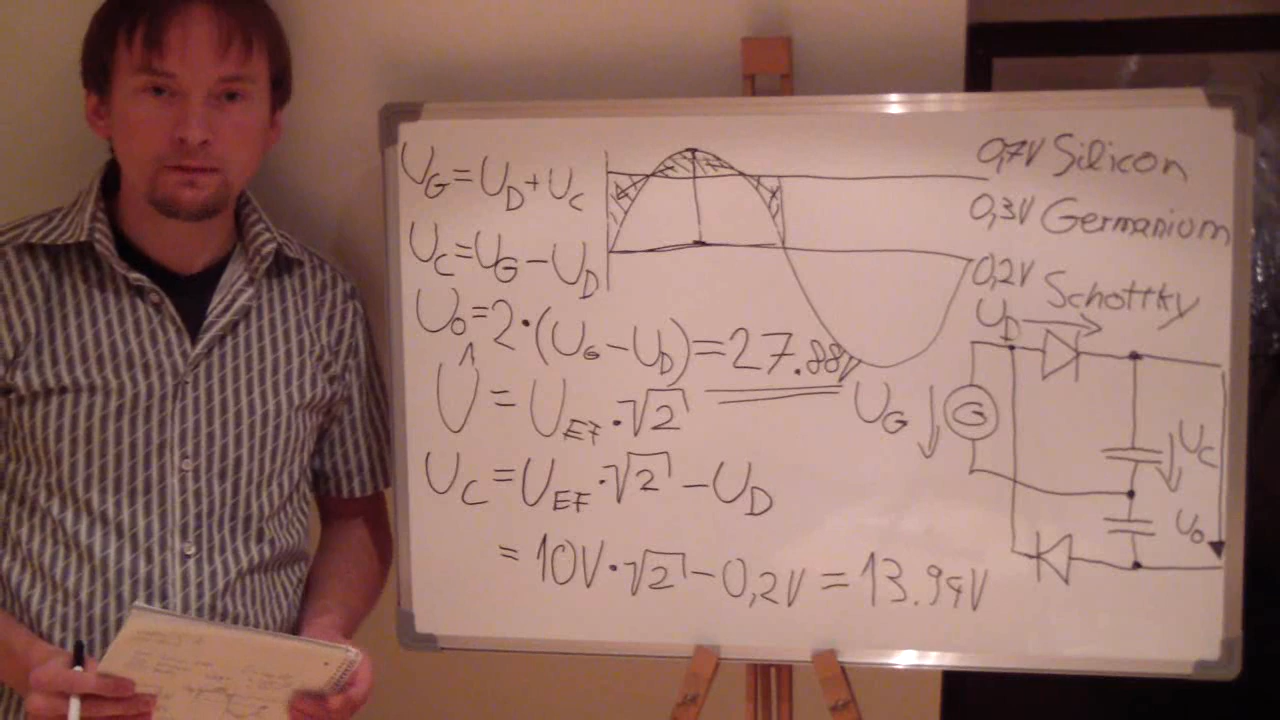 U_G = U_D + U_C
U_C = U_G - U_D
U_0 = 2 · (U_G - U_D) = 27.88V
Û = U_EF · √2
U_C = U_EF · √2 - U_D
= 10V · √2 - 0,2V = 13.94V
0,7V Silicon
0,3V Germanium
0,2V Schottky
U_D
U_G
G
U_C
U_0